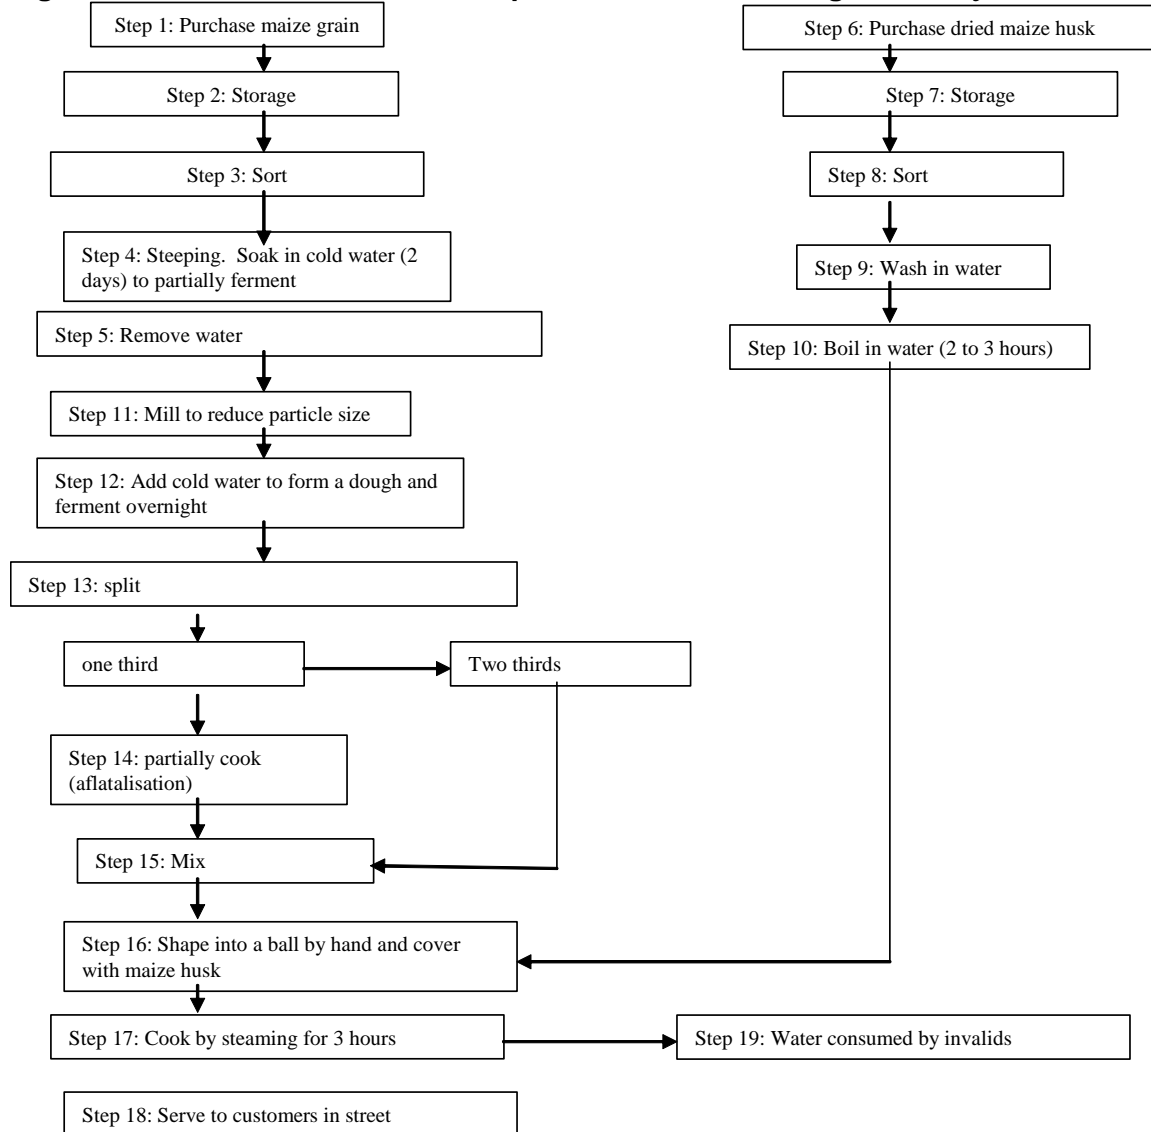 Step 1: Purchase maize grain
Step 2: Storage
Step 3: Sort
Step 4: Steeping. Soak in cold water (2
days) to partially ferment
Step 5: Remove water
Step 6: Purchase dried maize husk
Step 7: Storage
Step 8: Sort
Step 9: Wash in water
Step 10: Boil in water (2 to 3 hours)
Step 11: Mill to reduce particle size
Step 12: Add cold water to form a dough and
ferment overnight
Step 13: split
one third
Two thirds
Step 14: partially cook
(aflatalisation)
Step 15: Mix
Step 16: Shape into a ball by hand and cover
with maize husk
Step 17: Cook by steaming for 3 hours
Step 19: Water consumed by invalids
Step 18: Serve to customers in street